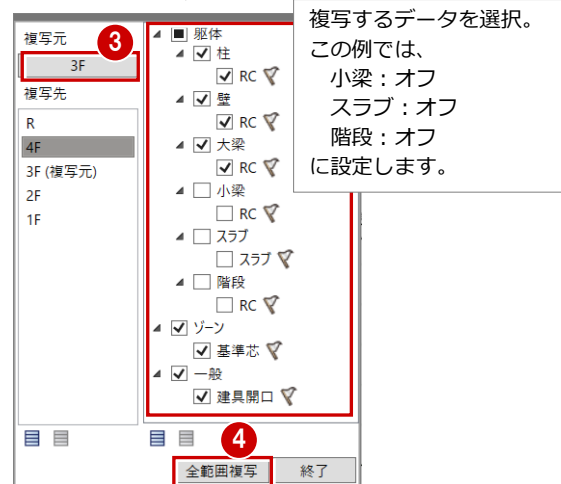 複写するデータを選択。
この例では、
小梁：オフ
スラブ：オフ
階段：オフ
に設定します。
複写元
3
3F
複写先
R
4F
3F (複写元)
2F
1F
躯体
柱
RC
壁
RC
大梁
RC
小梁
RC
スラブ
スラブ
階段
RC
ゾーン
基準芯
一般
建具開口
4
全範囲複写
終了